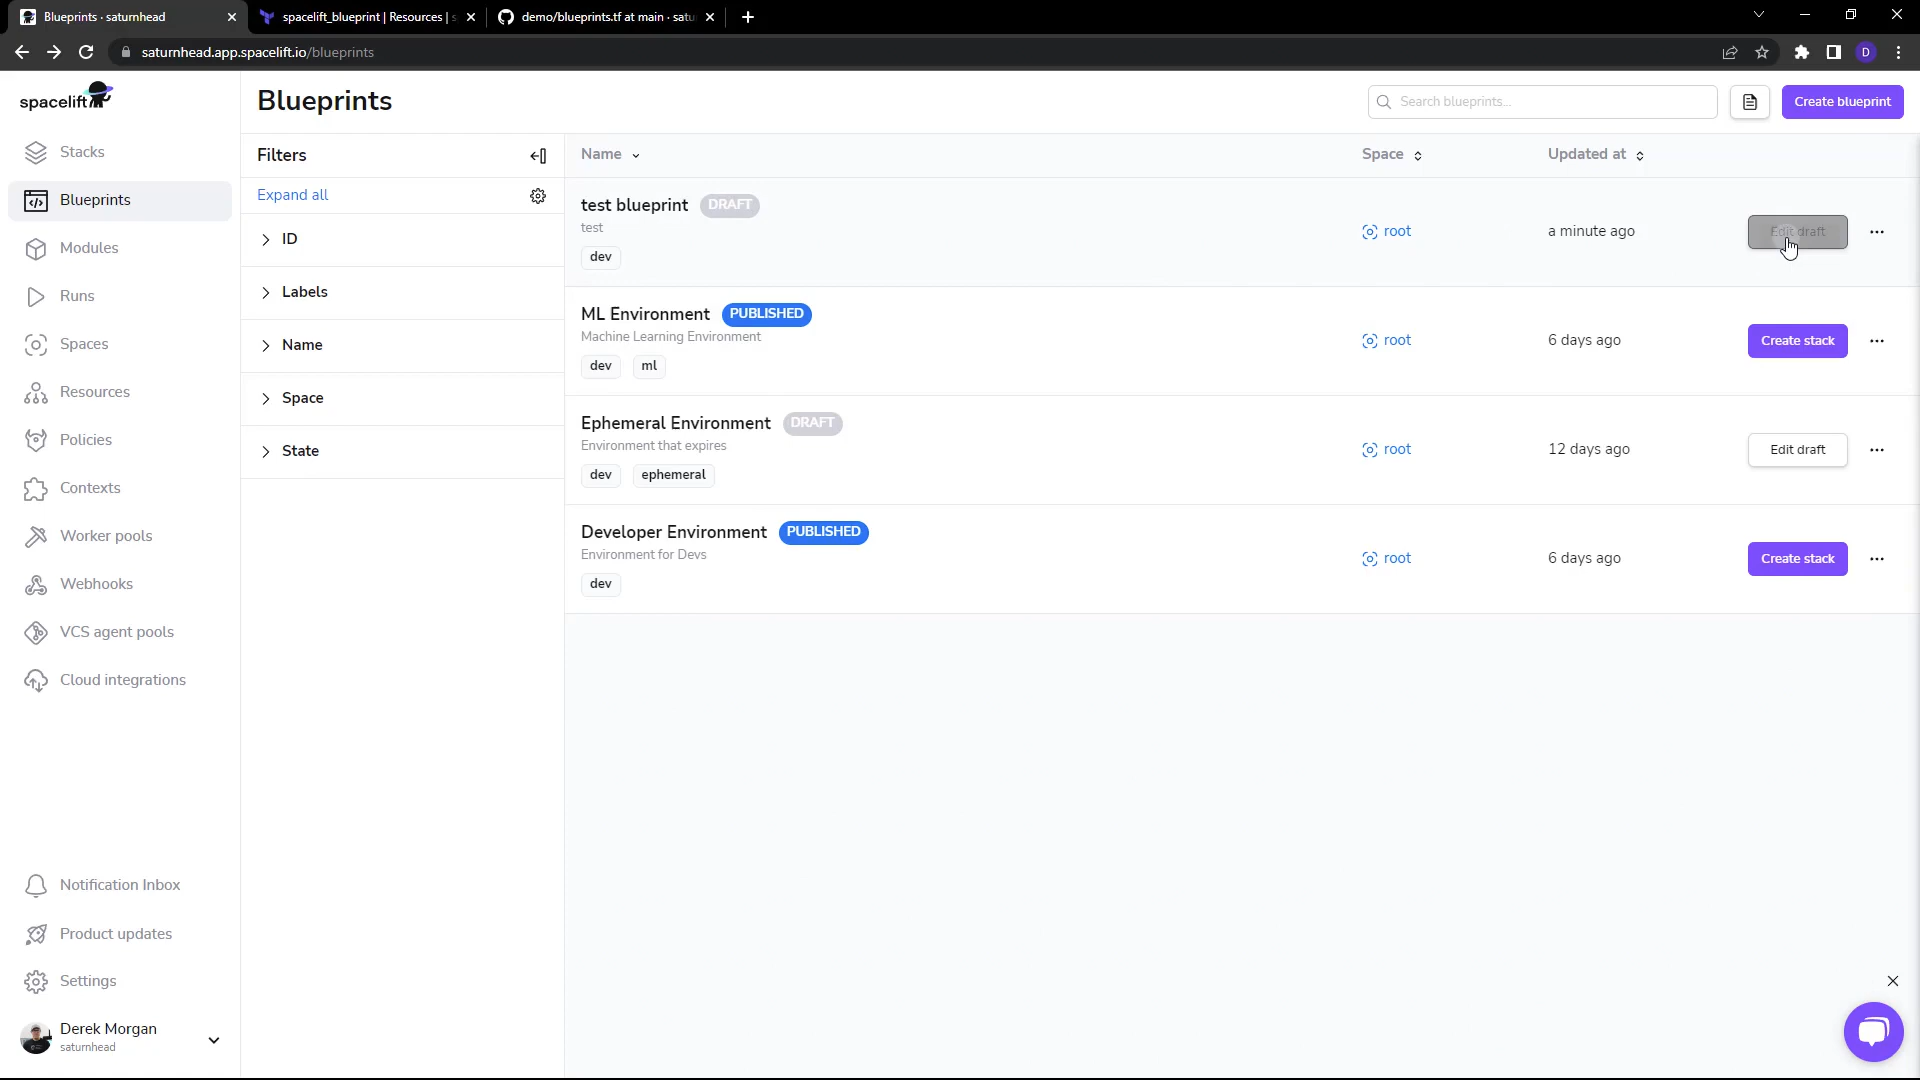 Blueprints · saturnhead
spacelift_blueprint | Resources | s
demo/blueprints.tf at main · satu
saturnhead.app.spacelift.io/blueprints
D
spacelift
Blueprints
Search blueprints...
Create blueprint
Stacks
Blueprints
Modules
Runs
Spaces
Resources
Policies
Contexts
Worker pools
Webhooks
VCS agent pools
Cloud integrations
Notification Inbox
Product updates
Settings
Derek Morgan
saturnhead
Filters
Expand all
ID
Labels
Name
Space
State
Name
Space
Updated at
test blueprint DRAFT
test
dev
root
a minute ago
Edit draft
ML Environment PUBLISHED
Machine Learning Environment
dev ml
root
6 days ago
Create stack
Ephemeral Environment DRAFT
Environment that expires
dev ephemeral
root
12 days ago
Edit draft
Developer Environment PUBLISHED
Environment for Devs
dev
root
6 days ago
Create stack